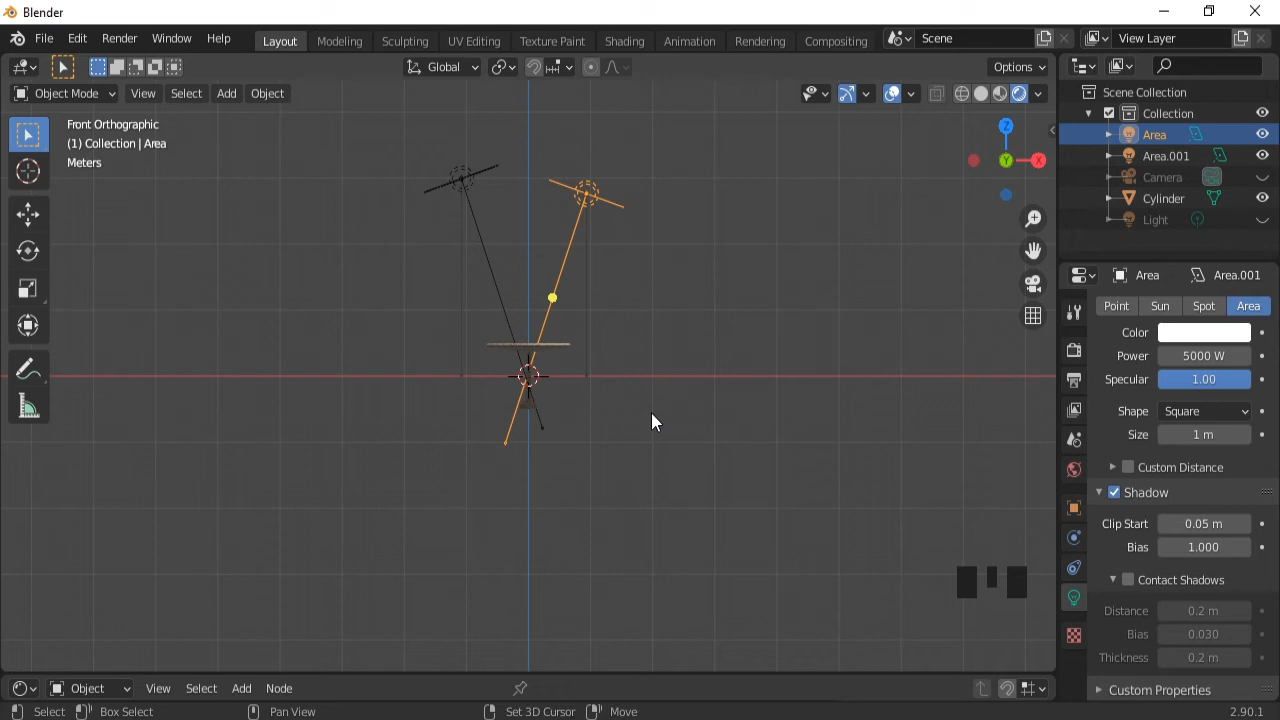 Blender
File Edit Render Window Help Layout Modeling Sculpting UV Editing Texture Paint Shading Animation Rendering Compositing Scene View Layer
Global Options
Object Mode View Select Add Object
Scene Collection
Collection
Area
Area.001
Camera
Cylinder
Light
Front Orthographic
(1) Collection | Area
Meters
Z
Y
X
Area Area.001
Point Sun Spot Area
Color
Power 5000 W
Specular 1.00
Shape Square
Size 1 m
Custom Distance
Shadow
Clip Start 0.05 m
Bias 1.000
Contact Shadows
Distance 0.2 m
Bias 0.030
Thickness 0.2 m
Custom Properties
Object View Select Add Node
Select Box Select Pan View Set 3D Cursor Move 2.90.1